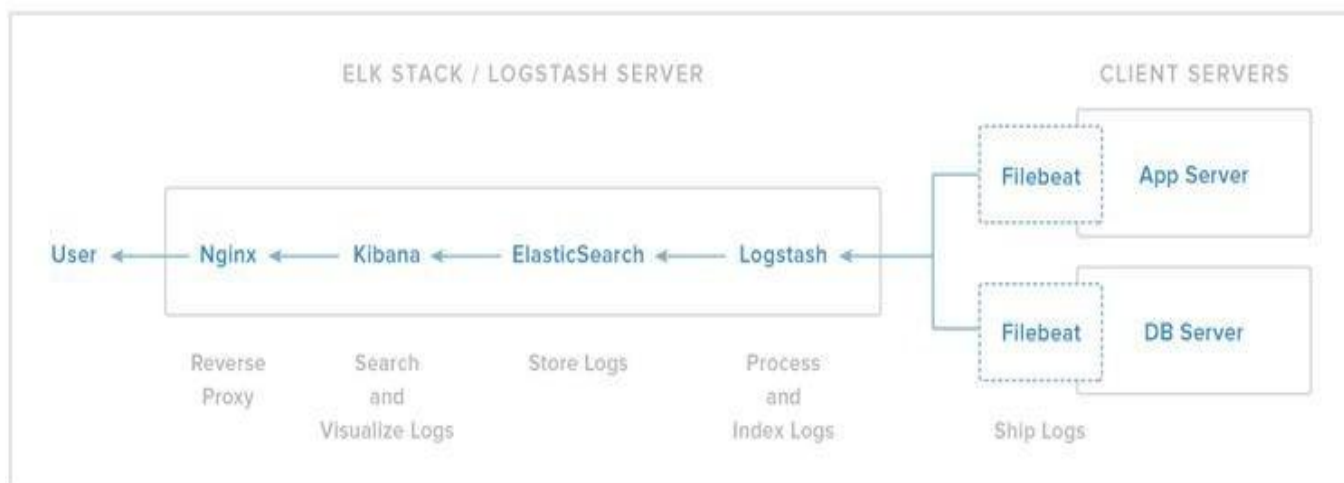 ELK STACK / LOGSTASH SERVER
CLIENT SERVERS
Filebeat
App Server
User
Nginx
Kibana
ElasticSearch
Logstash
Filebeat
DB Server
Reverse
Proxy
Search
and
Visualize Logs
Store Logs
Process
and
Index Logs
Ship Logs